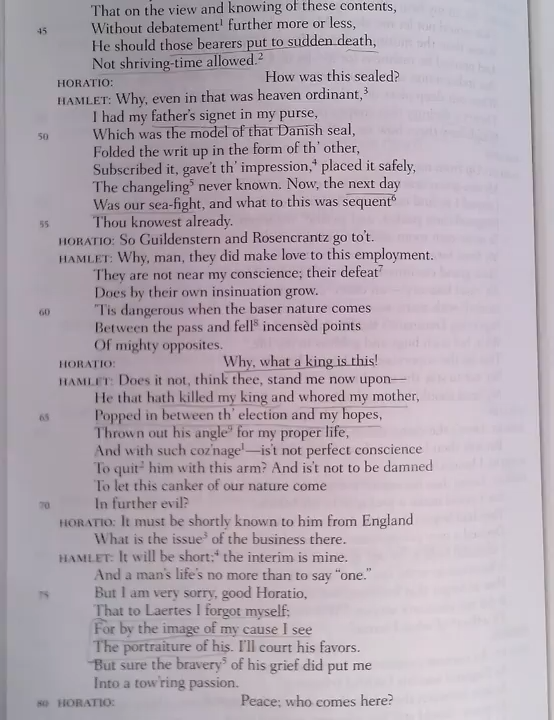 That on the view and knowing of these contents,
45 Without debatement¹ further more or less,
He should those bearers put to sudden death,
Not shriving-time allowed.²
HORATIO: How was this sealed?
HAMLET: Why, even in that was heaven ordinant,³
I had my father's signet in my purse,
50 Which was the model of that Danish seal,
Folded the writ up in the form of th' other,
Subscribed it, gave't th' impression,⁴ placed it safely,
The changeling⁵ never known. Now, the next day
Was our sea-fight, and what to this was sequent⁶
55 Thou knowest already.
HORATIO: So Guildenstern and Rosencrantz go to't.
HAMLET: Why, man, they did make love to this employment.
They are not near my conscience; their defeat⁷
Does by their own insinuation grow.
60 'Tis dangerous when the baser nature comes
Between the pass and fell⁸ incensèd points
Of mighty opposites.
HORATIO: Why, what a king is this!
HAMLET: Does it not, think thee, stand me now upon—
He that hath killed my king and whored my mother,
65 Popped in between th' election and my hopes,
Thrown out his angle⁹ for my proper life,
And with such coz'nage¹—is't not perfect conscience
To quit² him with this arm? And is't not to be damned
To let this canker of our nature come
70 In further evil?
HORATIO: It must be shortly known to him from England
What is the issue³ of the business there.
HAMLET: It will be short;⁴ the interim is mine.
And a man's life's no more than to say "one."
75 But I am very sorry, good Horatio,
That to Laertes I forgot myself;
For by the image of my cause I see
The portraiture of his. I'll court his favors.
But sure the bravery⁵ of his grief did put me
Into a tow'ring passion.
80 HORATIO: Peace; who comes here?